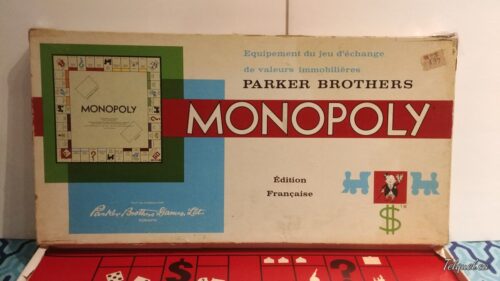 Equipement du jeu d'échange
de valeurs immobilières
PARKER BROTHERS
MONOPOLY
MONOPOLY
Édition
Française
Parker Brothers Games, Ltd.
$
?
$
?